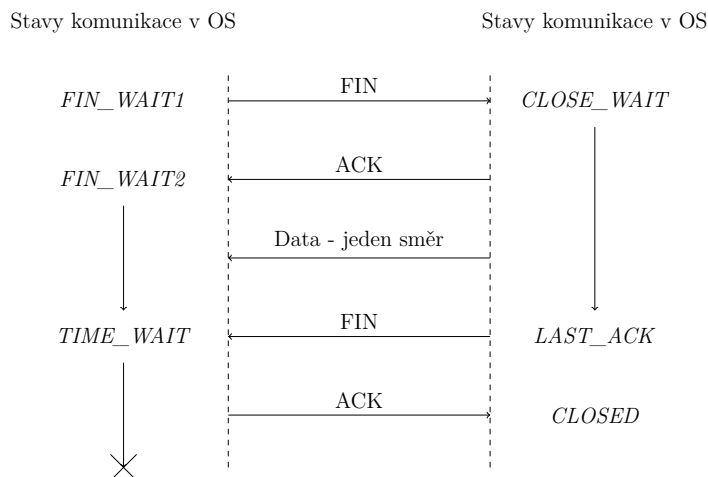 Stavy komunikace v OS Stavy komunikace v OS
FIN_WAIT1 FIN CLOSE_WAIT
FIN_WAIT2 ACK
Data - jeden směr
TIME_WAIT FIN LAST_ACK
ACK CLOSED